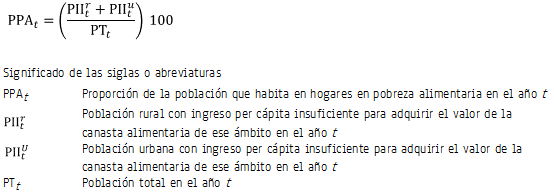 PPA_t = ((PII_t^r + PII_t^u) / PT_t) 100
Significado de las siglas o abreviaturas
PPA_t Proporción de la población que habita en hogares en pobreza alimentaria en el año t
PII_t^r Población rural con ingreso per cápita insuficiente para adquirir el valor de la
canasta alimentaria de ese ámbito en el año t
PII_t^u Población urbana con ingreso per cápita insuficiente para adquirir el valor de la
canasta alimentaria de ese ámbito en el año t
PT_t Población total en el año t